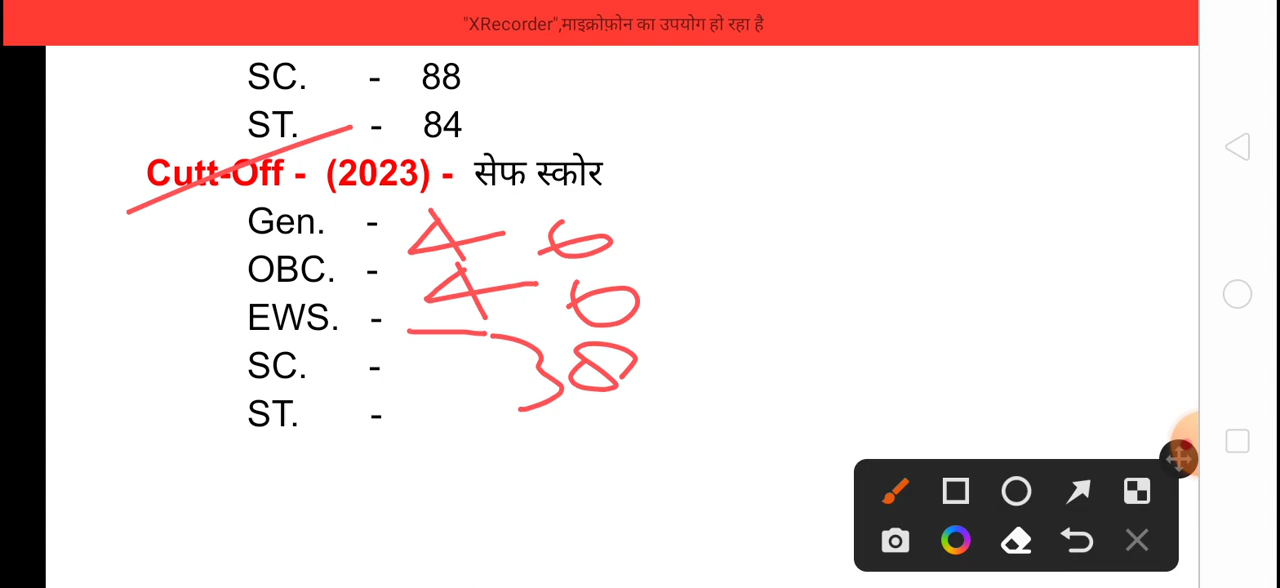 "XRecorder",माइक्रोफ़ोन का उपयोग हो रहा है
SC. - 88
ST. - 84
Cutt-Off - (2023) - सेफ स्कोर
Gen. - 46
OBC. - 40
EWS. -
SC. - 38
ST. -